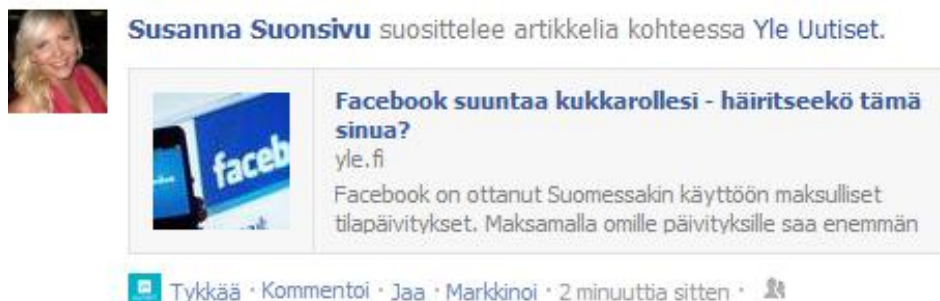 Susanna Suonsivu suosittelee artikkelia kohteessa Yle Uutiset.
faceb
Facebook suuntaa kukkarollesi - häiritseekö tämä
sinua?
yle.fi
Facebook on ottanut Suomessakin käyttöön maksulliset
tilapäivitykset. Maksamalla omille päivityksille saa enemmän
Tykkää · Kommentoi · Jaa · Markkinoi · 2 minuuttia sitten ·